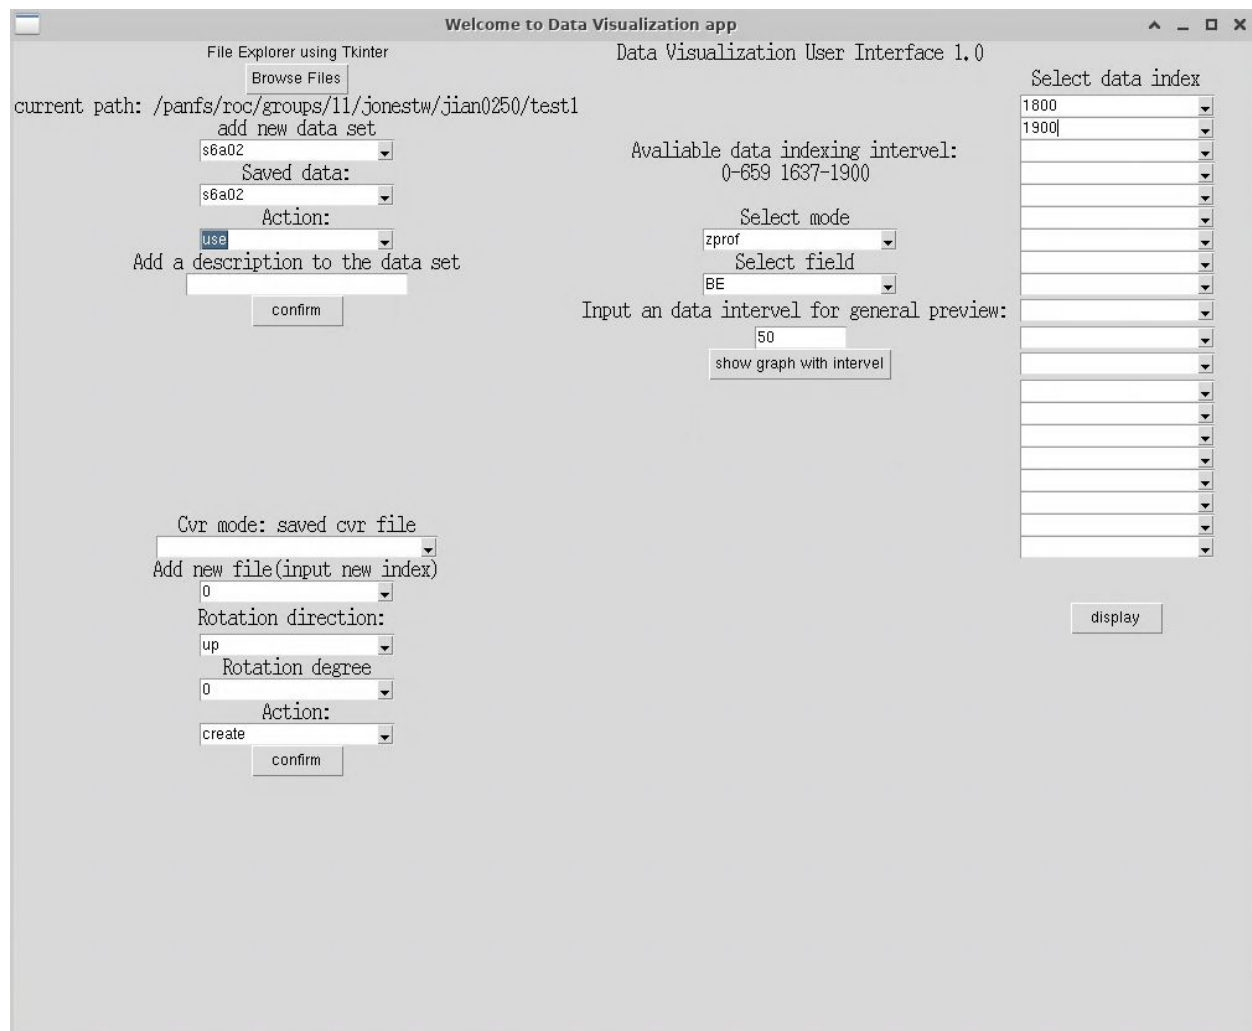 Welcome to Data Visualization app
File Explorer using Tkinter
Browse Files
current path: /panfs/roc/groups/11/jonestw/jian0250/test1
add new data set
s6a02
Saved data:
s6a02
Action:
use
Add a description to the data set
confirm
Cvr mode: saved cvr file
Add new file(input new index)
0
Rotation direction:
up
Rotation degree
0
Action:
create
confirm
Data Visualization User Interface 1.0
Avaliable data indexing intervel:
0-659 1637-1900
Select mode
zprof
Select field
BE
Input an data intervel for general preview:
50
show graph with intervel
Select data index
1800
1900
display